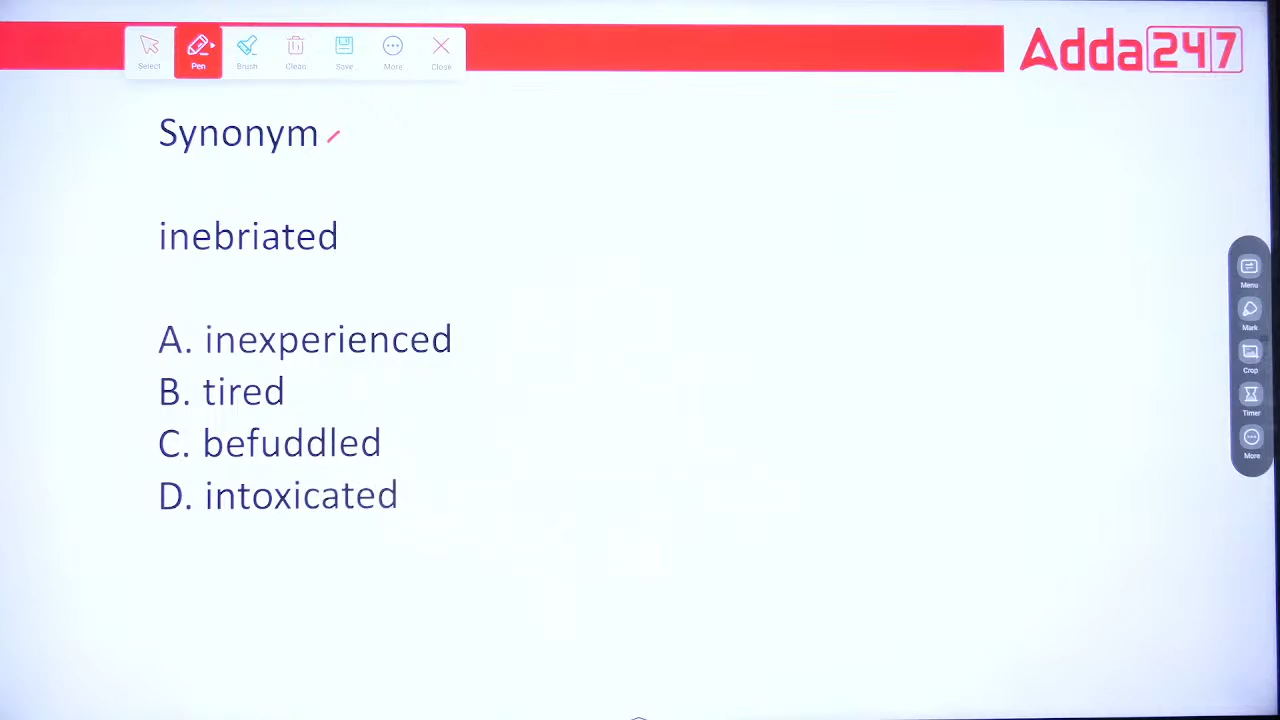 Select
Pen
Brush
Clean
Save
More
Close
Adda247
Synonym
inebriated
A. inexperienced
B. tired
C. befuddled
D. intoxicated
Menu
Mark
Crop
Timer
More